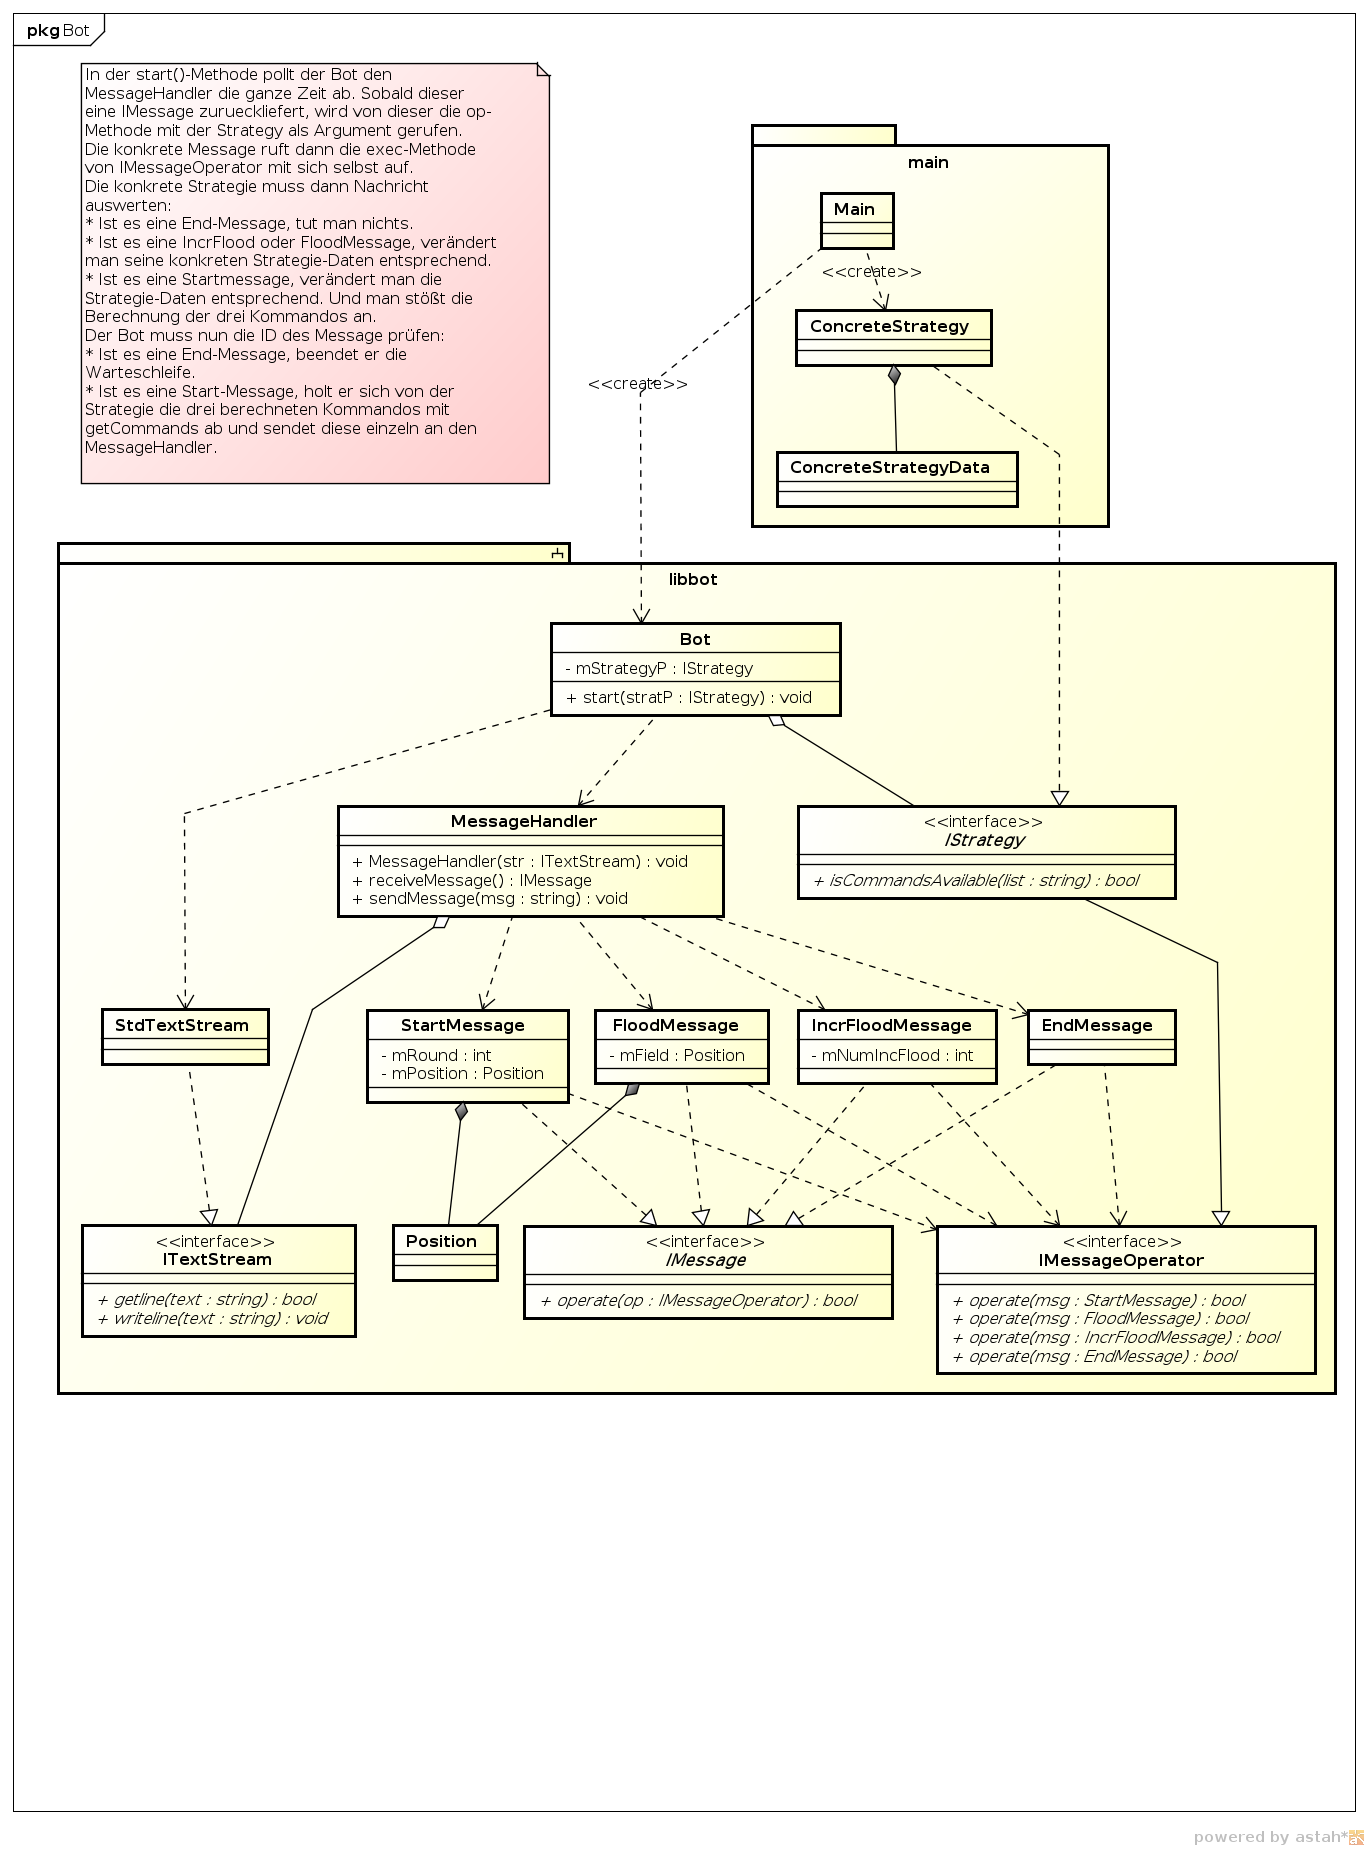 pkg Bot
In der start()-Methode pollt der Bot den
MessageHandler die ganze Zeit ab. Sobald dieser
eine IMessage zurueckliefert, wird von dieser die op-
Methode mit der Strategy als Argument gerufen.
Die konkrete Message ruft dann die exec-Methode
von IMessageOperator mit sich selbst auf.
Die konkrete Strategie muss dann Nachricht
auswerten:
* Ist es eine End-Message, tut man nichts.
* Ist es eine IncrFlood oder FloodMessage, verändert
man seine konkreten Strategie-Daten entsprechend.
* Ist es eine Startmessage, verändert man die
Strategie-Daten entsprechend. Und man stößt die
Berechnung der drei Kommandos an.
Der Bot muss nun die ID des Message prüfen:
* Ist es eine End-Message, beendet er die
Warteschleife.
* Ist es eine Start-Message, holt er sich von der
Strategie die drei berechneten Kommandos mit
getCommands ab und sendet diese einzeln an den
MessageHandler.
main
Main
<<create>>
ConcreteStrategy
<<create>>
ConcreteStrategyData
libbot
Bot
- mStrategyP : IStrategy
+ start(stratP : IStrategy) : void
MessageHandler
+ MessageHandler(str : ITextStream) : void
+ receiveMessage() : IMessage
+ sendMessage(msg : string) : void
<<interface>>
IStrategy
+ isCommandsAvailable(list : string) : bool
StdTextStream
StartMessage
- mRound : int
- mPosition : Position
FloodMessage
- mField : Position
IncrFloodMessage
- mNumIncFlood : int
EndMessage
<<interface>>
ITextStream
+ getline(text : string) : bool
+ writeline(text : string) : void
Position
<<interface>>
IMessage
+ operate(op : IMessageOperator) : bool
<<interface>>
IMessageOperator
+ operate(msg : StartMessage) : bool
+ operate(msg : FloodMessage) : bool
+ operate(msg : IncrFloodMessage) : bool
+ operate(msg : EndMessage) : bool
powered by astah*